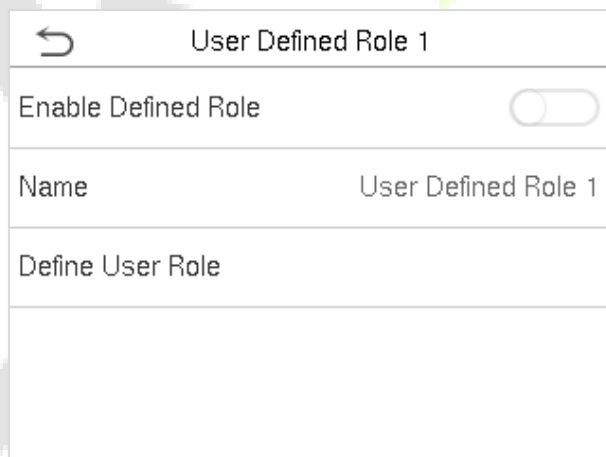 User Defined Role 1
Enable Defined Role
Name User Defined Role 1
Define User Role